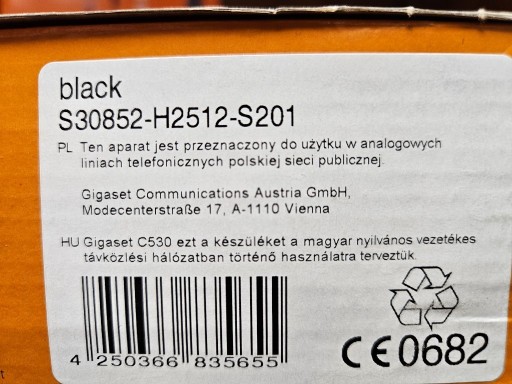 black
S30852-H2512-S201
PL Ten aparat jest przeznaczony do użytku w analogowych
liniach telefonicznych polskiej sieci publicznej.
Gigaset Communications Austria GmbH,
Modecenterstraße 17, A-1110 Vienna
HU Gigaset C530 ezt a készüléket a magyar nyilvános vezetékes
távközlési hálózatban történő használatra terveztük.
4 250366 835655
CE0682